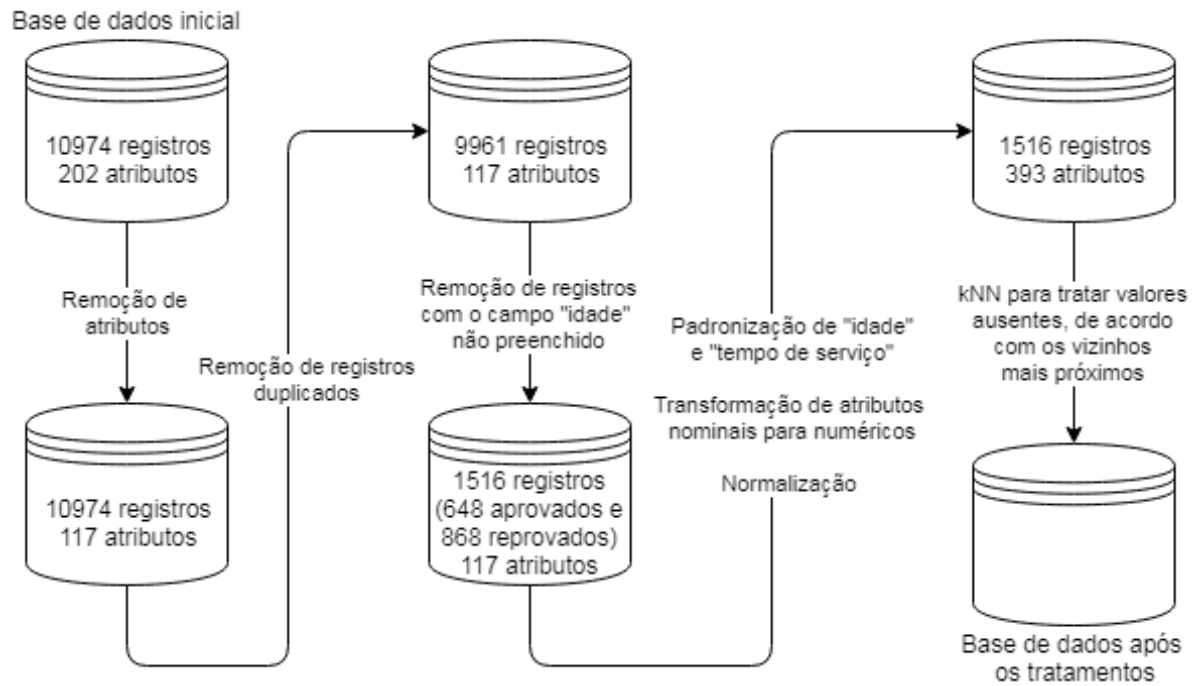 Base de dados inicial
10974 registros
202 atributos
Remoção de
atributos
10974 registros
117 atributos
Remoção de registros
duplicados
9961 registros
117 atributos
Remoção de registros
com o campo "idade"
não preenchido
1516 registros
(648 aprovados e
868 reprovados)
117 atributos
Padronização de "idade"
e "tempo de serviço"
Transformação de atributos
nominais para numéricos
Normalização
1516 registros
393 atributos
kNN para tratar valores
ausentes, de acordo
com os vizinhos
mais próximos
Base de dados após
os tratamentos